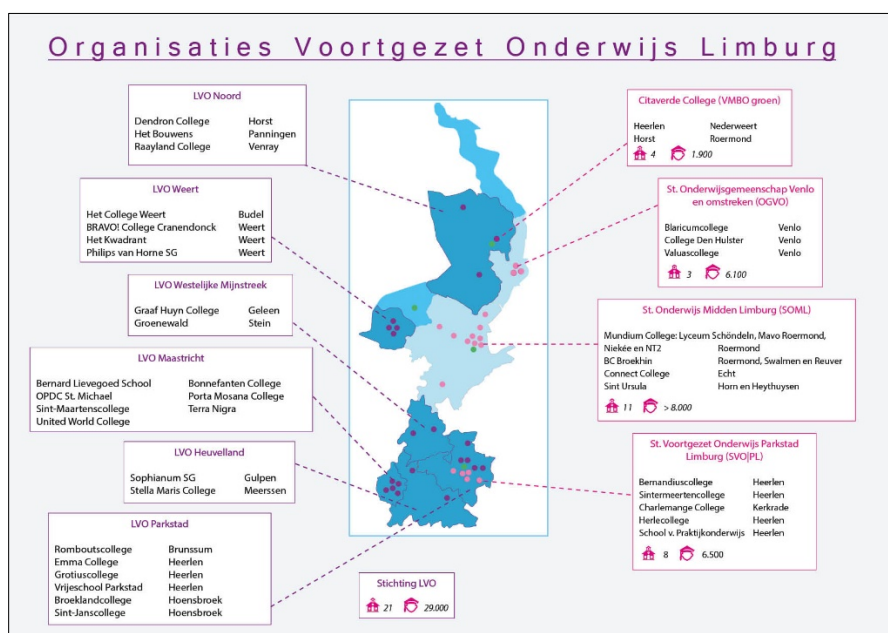 Organisaties Voortgezet Onderwijs Limburg
LVO Noord
Dendron College Horst
Het Bouwens Panningen
Raayland College Venray
LVO Weert
Het College Weert Budel
BRAVO! College Cranendonck Weert
Het Kwadrant Weert
Philips van Horne SG Weert
LVO Westelijke Mijnstreek
Graaf Huyn College Geleen
Groenewald Stein
LVO Maastricht
Bernard Lievegoed School Bonnefanten College
OPDC St. Michael Porta Mosana College
Sint-Maartenscollege Terra Nigra
United World College
LVO Heuvelland
Sophianum SG Gulpen
Stella Maris College Meerssen
LVO Parkstad
Romboutscollege Brunssum
Emma College Heerlen
Grotiuscollege Heerlen
Vrijeschool Parkstad Heerlen
Broeklandcollege Hoensbroek
Sint-Janscollege Hoensbroek
Stichting LVO
21 29.000
Citaverde College (VMBO groen)
Heerlen Nederweert
Horst Roermond
4 1.900
St. Onderwijsgemeenschap Venlo
en omstreken (OGVO)
Blaricumcollege Venlo
College Den Hulster Venlo
Valuascollege Venlo
3 6.100
St. Onderwijs Midden Limburg (SOML)
Mundium College: Lyceum Schöndeln, Mavo Roermond,
Niekée en NT2 Roermond
BC Broekhin Roermond, Swalmen en Reuver
Connect College Echt
Sint Ursula Horn en Heythuysen
11 > 8.000
St. Voortgezet Onderwijs Parkstad
Limburg (SVO|PL)
Bernandiuscollege Heerlen
Sintermeertencollege Heerlen
Charlemange College Kerkrade
Herlecollege Heerlen
School v. Praktijkonderwijs Heerlen
8 6.500